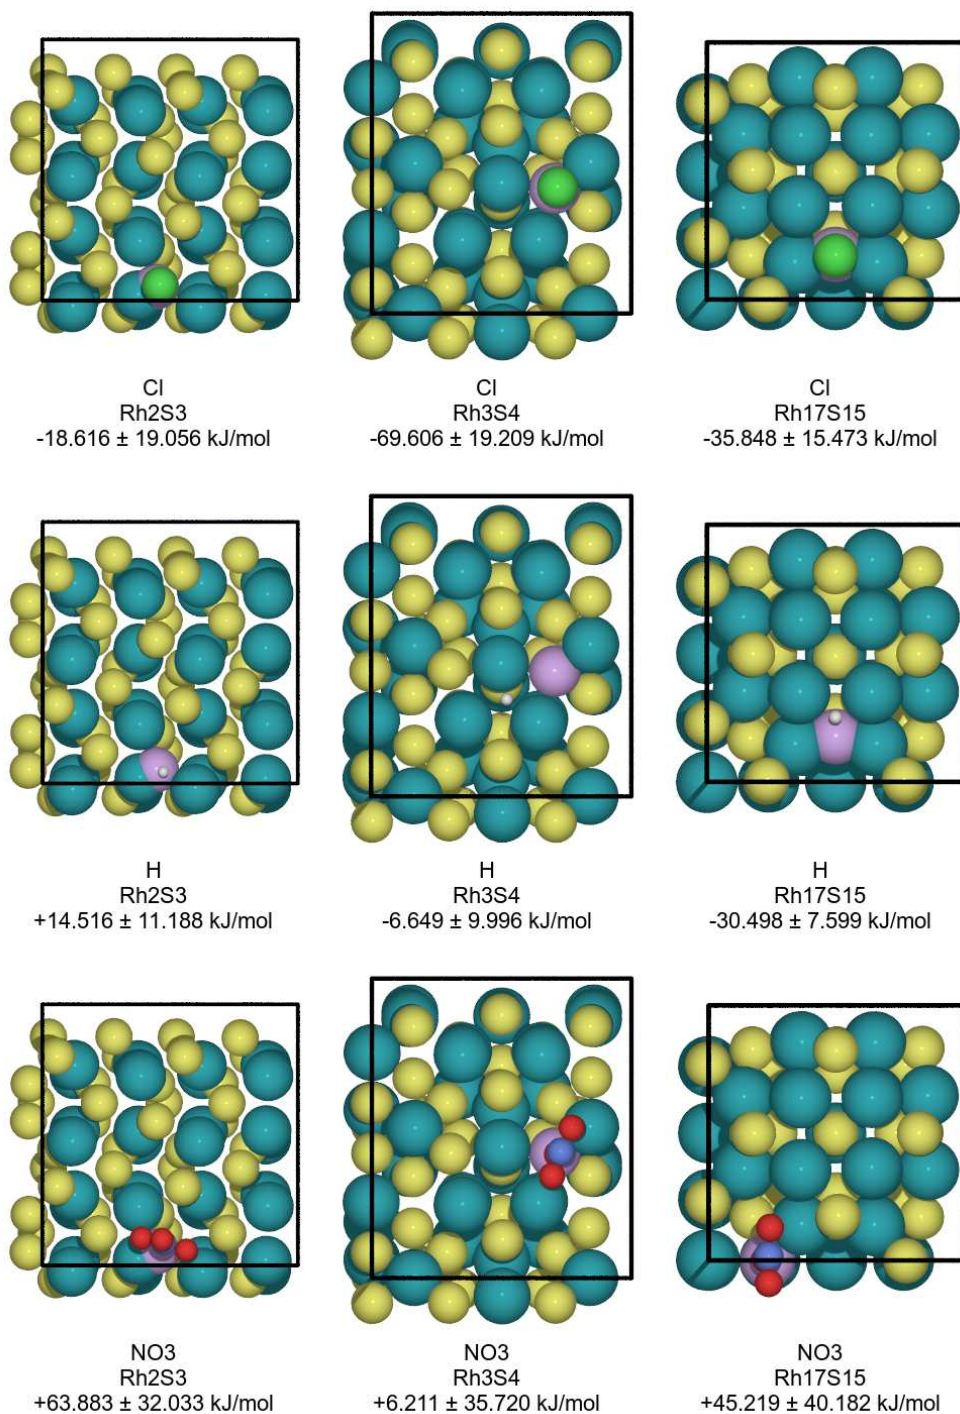 Cl
Rh2S3
-18.616 ± 19.056 kJ/mol
Cl
Rh3S4
-69.606 ± 19.209 kJ/mol
Cl
Rh17S15
-35.848 ± 15.473 kJ/mol
H
Rh2S3
+14.516 ± 11.188 kJ/mol
H
Rh3S4
-6.649 ± 9.996 kJ/mol
H
Rh17S15
-30.498 ± 7.599 kJ/mol
NO3
Rh2S3
+63.883 ± 32.033 kJ/mol
NO3
Rh3S4
+6.211 ± 35.720 kJ/mol
NO3
Rh17S15
+45.219 ± 40.182 kJ/mol